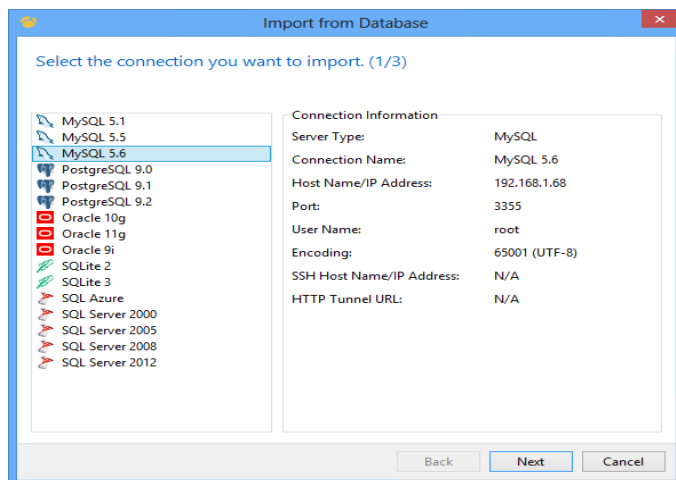 Import from Database
Select the connection you want to import. (1/3)
MySQL 5.1
MySQL 5.5
MySQL 5.6
PostgreSQL 9.0
PostgreSQL 9.1
PostgreSQL 9.2
Oracle 10g
Oracle 11g
Oracle 9i
SQLite 2
SQLite 3
SQL Azure
SQL Server 2000
SQL Server 2005
SQL Server 2008
SQL Server 2012
Connection Information
Server Type: MySQL
Connection Name: MySQL 5.6
Host Name/IP Address: 192.168.1.68
Port: 3355
User Name: root
Encoding: 65001 (UTF-8)
SSH Host Name/IP Address: N/A
HTTP Tunnel URL: N/A
Back Next Cancel